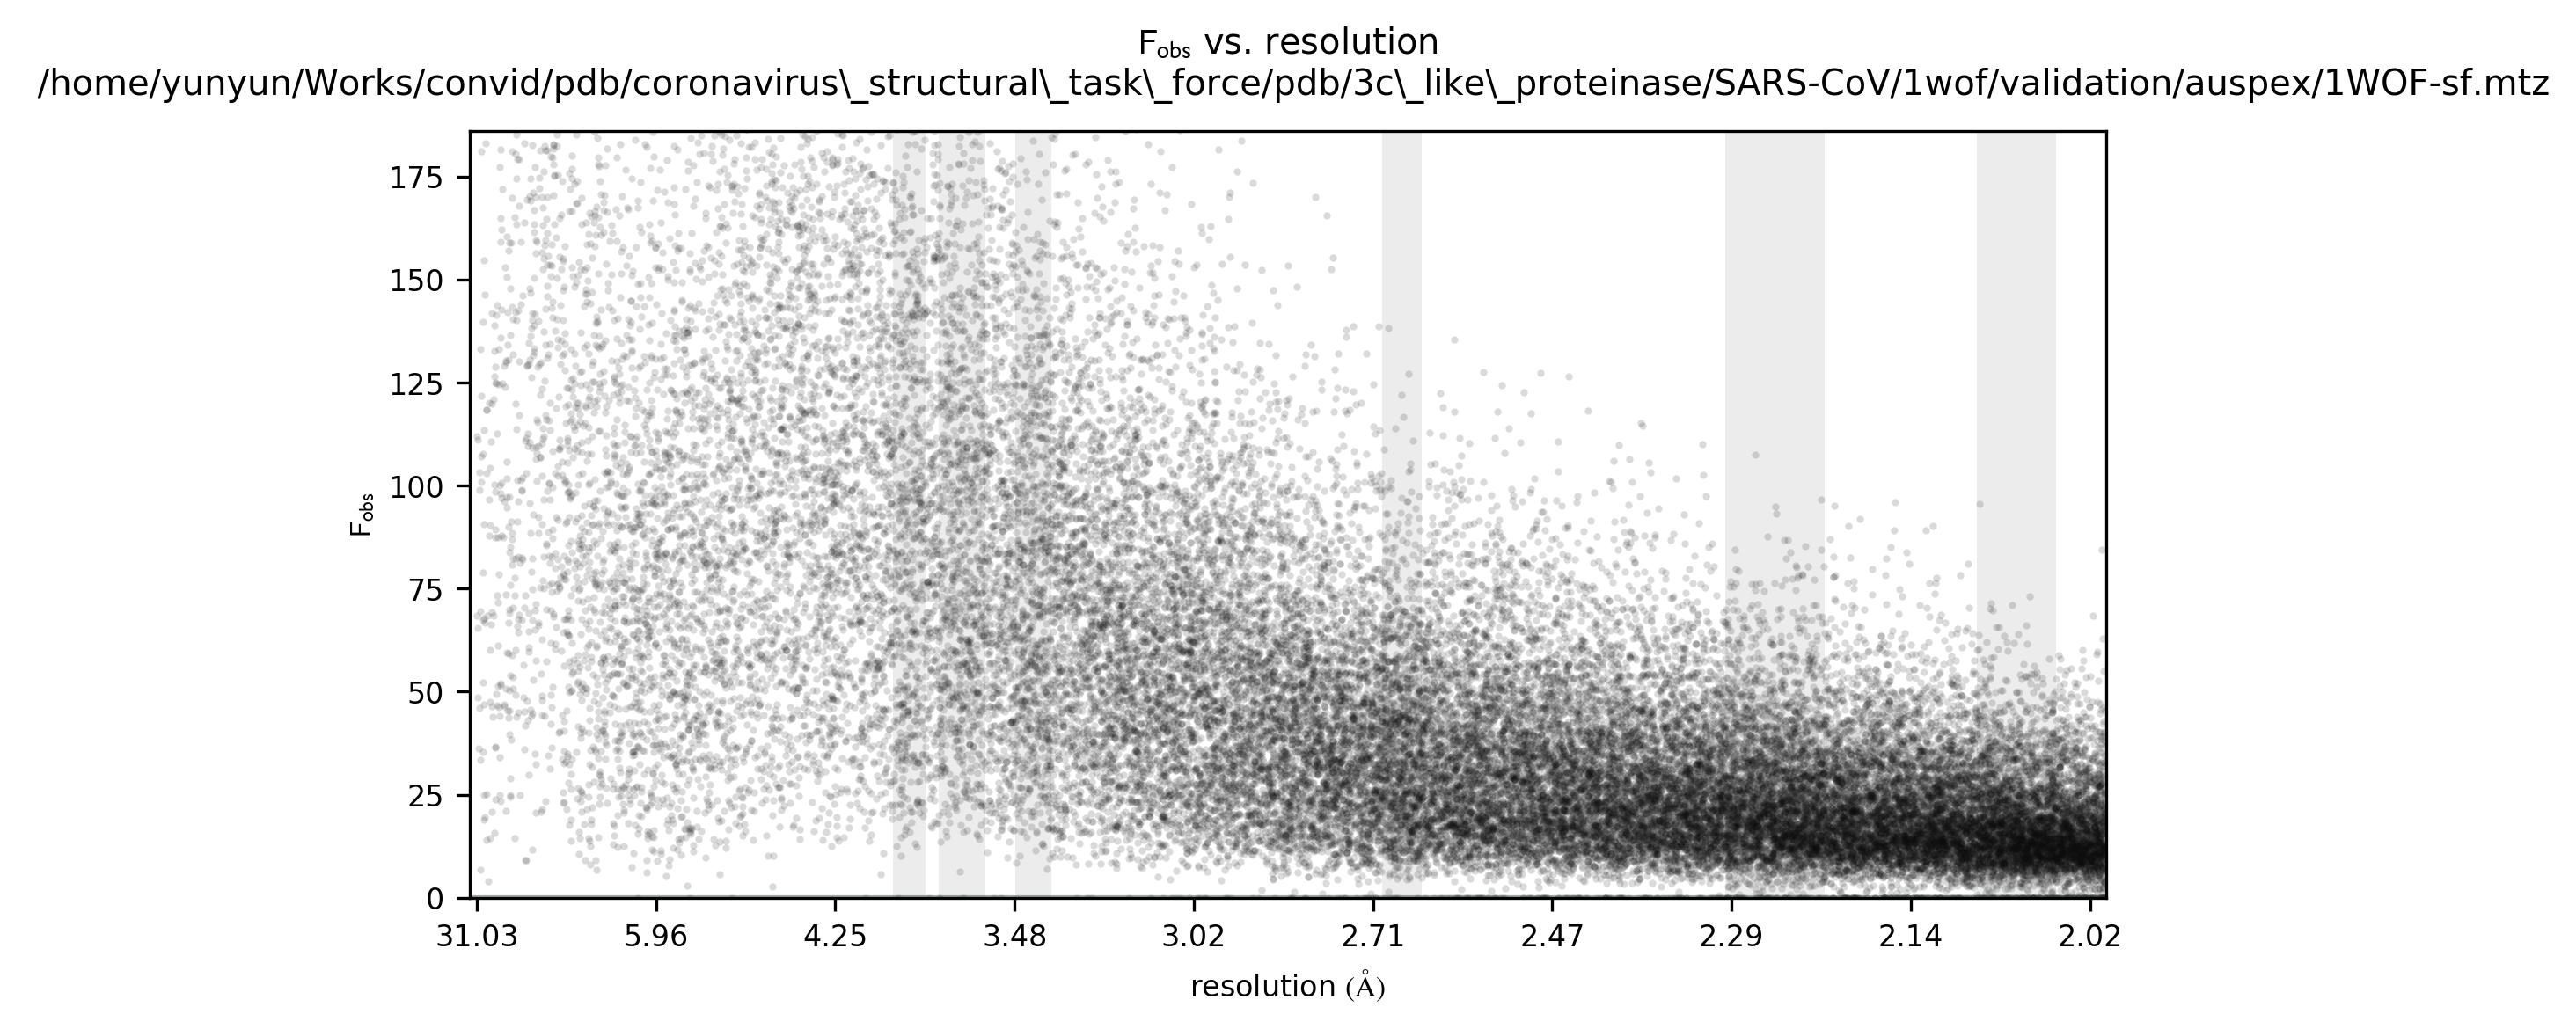 Fobs vs. resolution
/home/yunyun/Works/convid/pdb/coronavirus\_structural\_task\_force/pdb/3c\_like\_proteinase/SARS-CoV/1wof/validation/auspex/1WOF-sf.mtz
175
150
125
100
75
50
25
0
Fobs
31.03 5.96 4.25 3.48 3.02 2.71 2.47 2.29 2.14 2.02
resolution (Å)